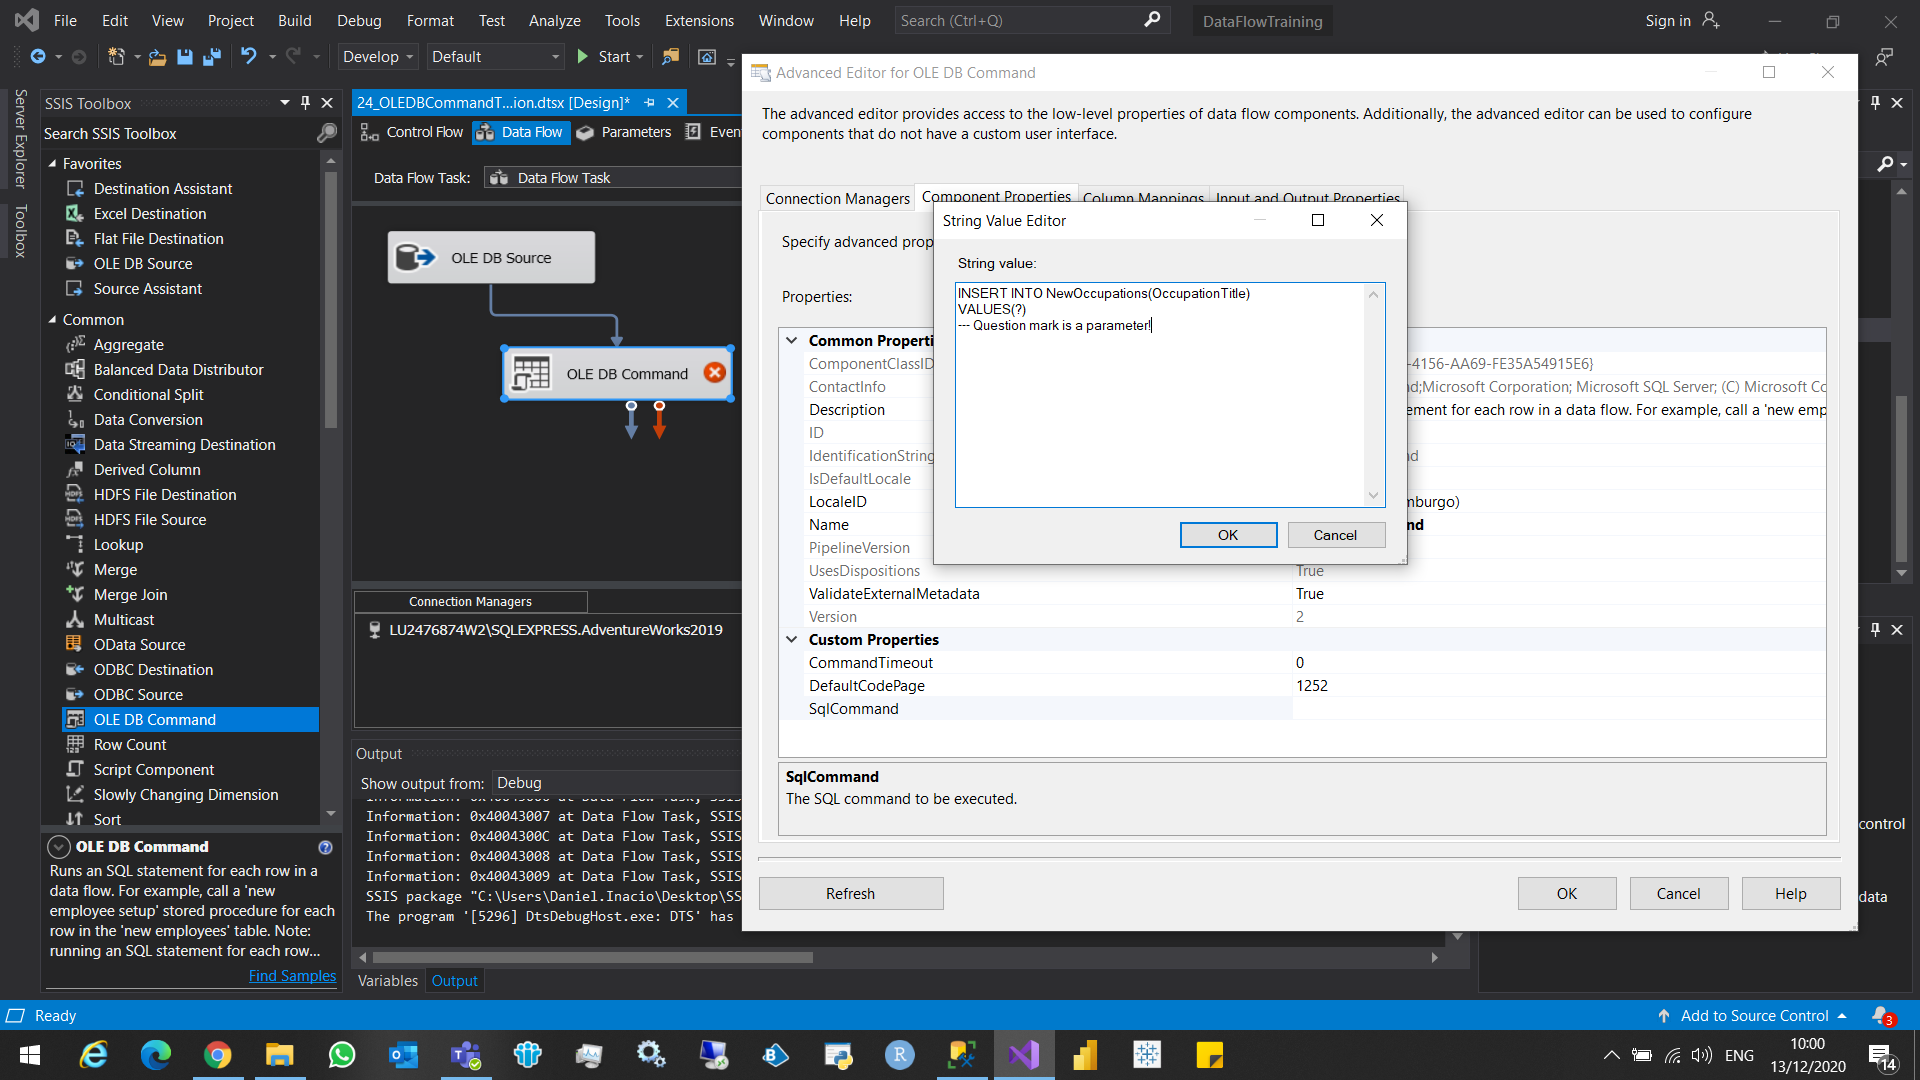 File Edit View Project Build Debug Format Test Analyze Tools Extensions Window Help Search (Ctrl+Q) DataFlowTraining Sign in
Develop Default Start
Server Explorer
Toolbox
SSIS Toolbox
Search SSIS Toolbox
Favorites
Destination Assistant
Excel Destination
Flat File Destination
OLE DB Source
Source Assistant
Common
Aggregate
Balanced Data Distributor
Conditional Split
Data Conversion
Data Streaming Destination
Derived Column
HDFS File Destination
HDFS File Source
Lookup
Merge
Merge Join
Multicast
OData Source
ODBC Destination
ODBC Source
OLE DB Command
Row Count
Script Component
Slowly Changing Dimension
Sort
OLE DB Command
Runs an SQL statement for each row in a
data flow. For example, call a 'new
employee setup' stored procedure for each
row in the 'new employees' table. Note:
running an SQL statement for each row...
Find Samples
24_OLEDBCommandT...ion.dtsx [Design]*
Control Flow Data Flow Parameters Even
Data Flow Task: Data Flow Task
OLE DB Source
OLE DB Command
Connection Managers
LU2476874W2\SQLEXPRESS.AdventureWorks2019
Output
Show output from: Debug
Information: 0x40043007 at Data Flow Task, SSIS
Information: 0x4004300C at Data Flow Task, SSIS
Information: 0x40043008 at Data Flow Task, SSIS
Information: 0x40043009 at Data Flow Task, SSIS
SSIS package "C:\Users\Daniel.Inacio\Desktop\SS
The program '[5296] DtsDebugHost.exe: DTS' has
Variables Output
Advanced Editor for OLE DB Command
The advanced editor provides access to the low-level properties of data flow components. Additionally, the advanced editor can be used to configure
components that do not have a custom user interface.
Connection Managers Component Properties Column Mappings Input and Output Properties
Specify advanced prop
Properties:
Common Properti
ComponentClassID -4156-AA69-FE35A54915E6}
ContactInfo nd;Microsoft Corporation; Microsoft SQL Server; (C) Microsoft Co
Description ement for each row in a data flow. For example, call a 'new emp
ID
IdentificationString nd
IsDefaultLocale
LocaleID mburgo)
Name nd
PipelineVersion
UsesDispositions True
ValidateExternalMetadata True
Version 2
Custom Properties
CommandTimeout 0
DefaultCodePage 1252
SqlCommand
SqlCommand
The SQL command to be executed.
Refresh OK Cancel Help
String Value Editor
String value:
INSERT INTO NewOccupations(OccupationTitle)
VALUES(?)
--- Question mark is a parameter!
OK Cancel
control
data
Ready Add to Source Control 3
ENG 10:00
13/12/2020 14